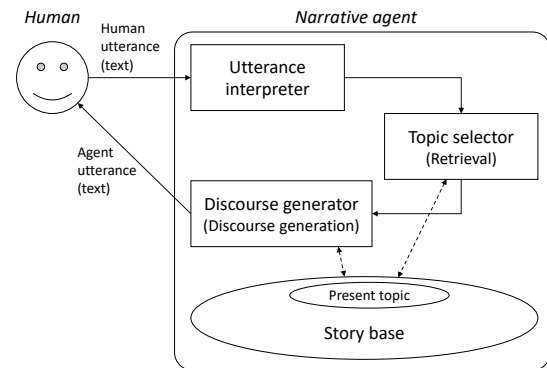 Human
Narrative agent
Human
utterance
(text)
Utterance
interpreter
Topic selector
(Retrieval)
Agent
utterance
(text)
Discourse generator
(Discourse generation)
Present topic
Story base